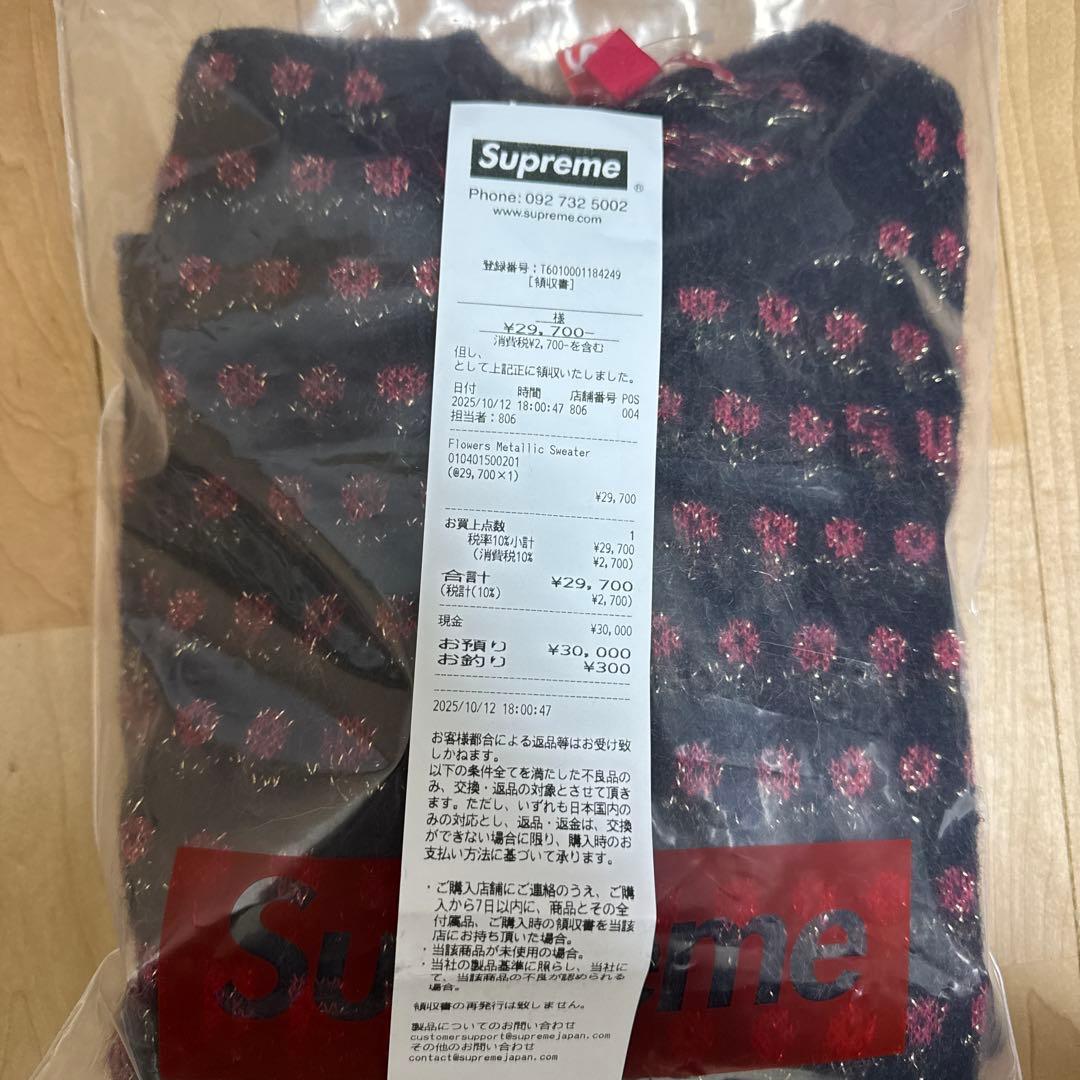 Supreme
®
Phone: 092 732 5002
www.supreme.com
登録番号：T6010001184249
[領収書]
様
¥29,700-
消費税¥2,700-を含む
但し、
として上記正に領収いたしました。
日付 時間 店舗番号 POS
2025/10/12 18:00:47 806 004
担当者：806
Flowers Metallic Sweater
010401500201
(@29,700×1)
¥29,700
お買上点数 1
税率10%小計 ¥29,700
(消費税10% ¥2,700)
合計 ¥29,700
(税計(10%) ¥2,700)
現金 ¥30,000
お預り ¥30,000
お釣り ¥300
2025/10/12 18:00:47
お客様都合による返品等はお受け致
しかねます。
以下の条件全てを満たした不良品の
み、交換・返品の対象とさせて頂き
ます。ただし、いずれも日本国内の
みの対応とし、返品・返金は、交換
ができない場合に限り、購入時のお
支払い方法に基づいて承ります。
・ご購入店舗にご連絡のうえ、ご購
入から7日以内に、商品とその全
付属品、ご購入時の領収書を当該
店にお持ち頂いた場合。
・当該商品が未使用の場合。
・当社の製品基準に照らし、当社に
て、当該商品の不良が認められる
場合。
領収書の再発行は致しません。
製品についてのお問い合わせ
customersupport@supremejapan.com
その他のお問い合わせ
contact@supremejapan.com
Su eme